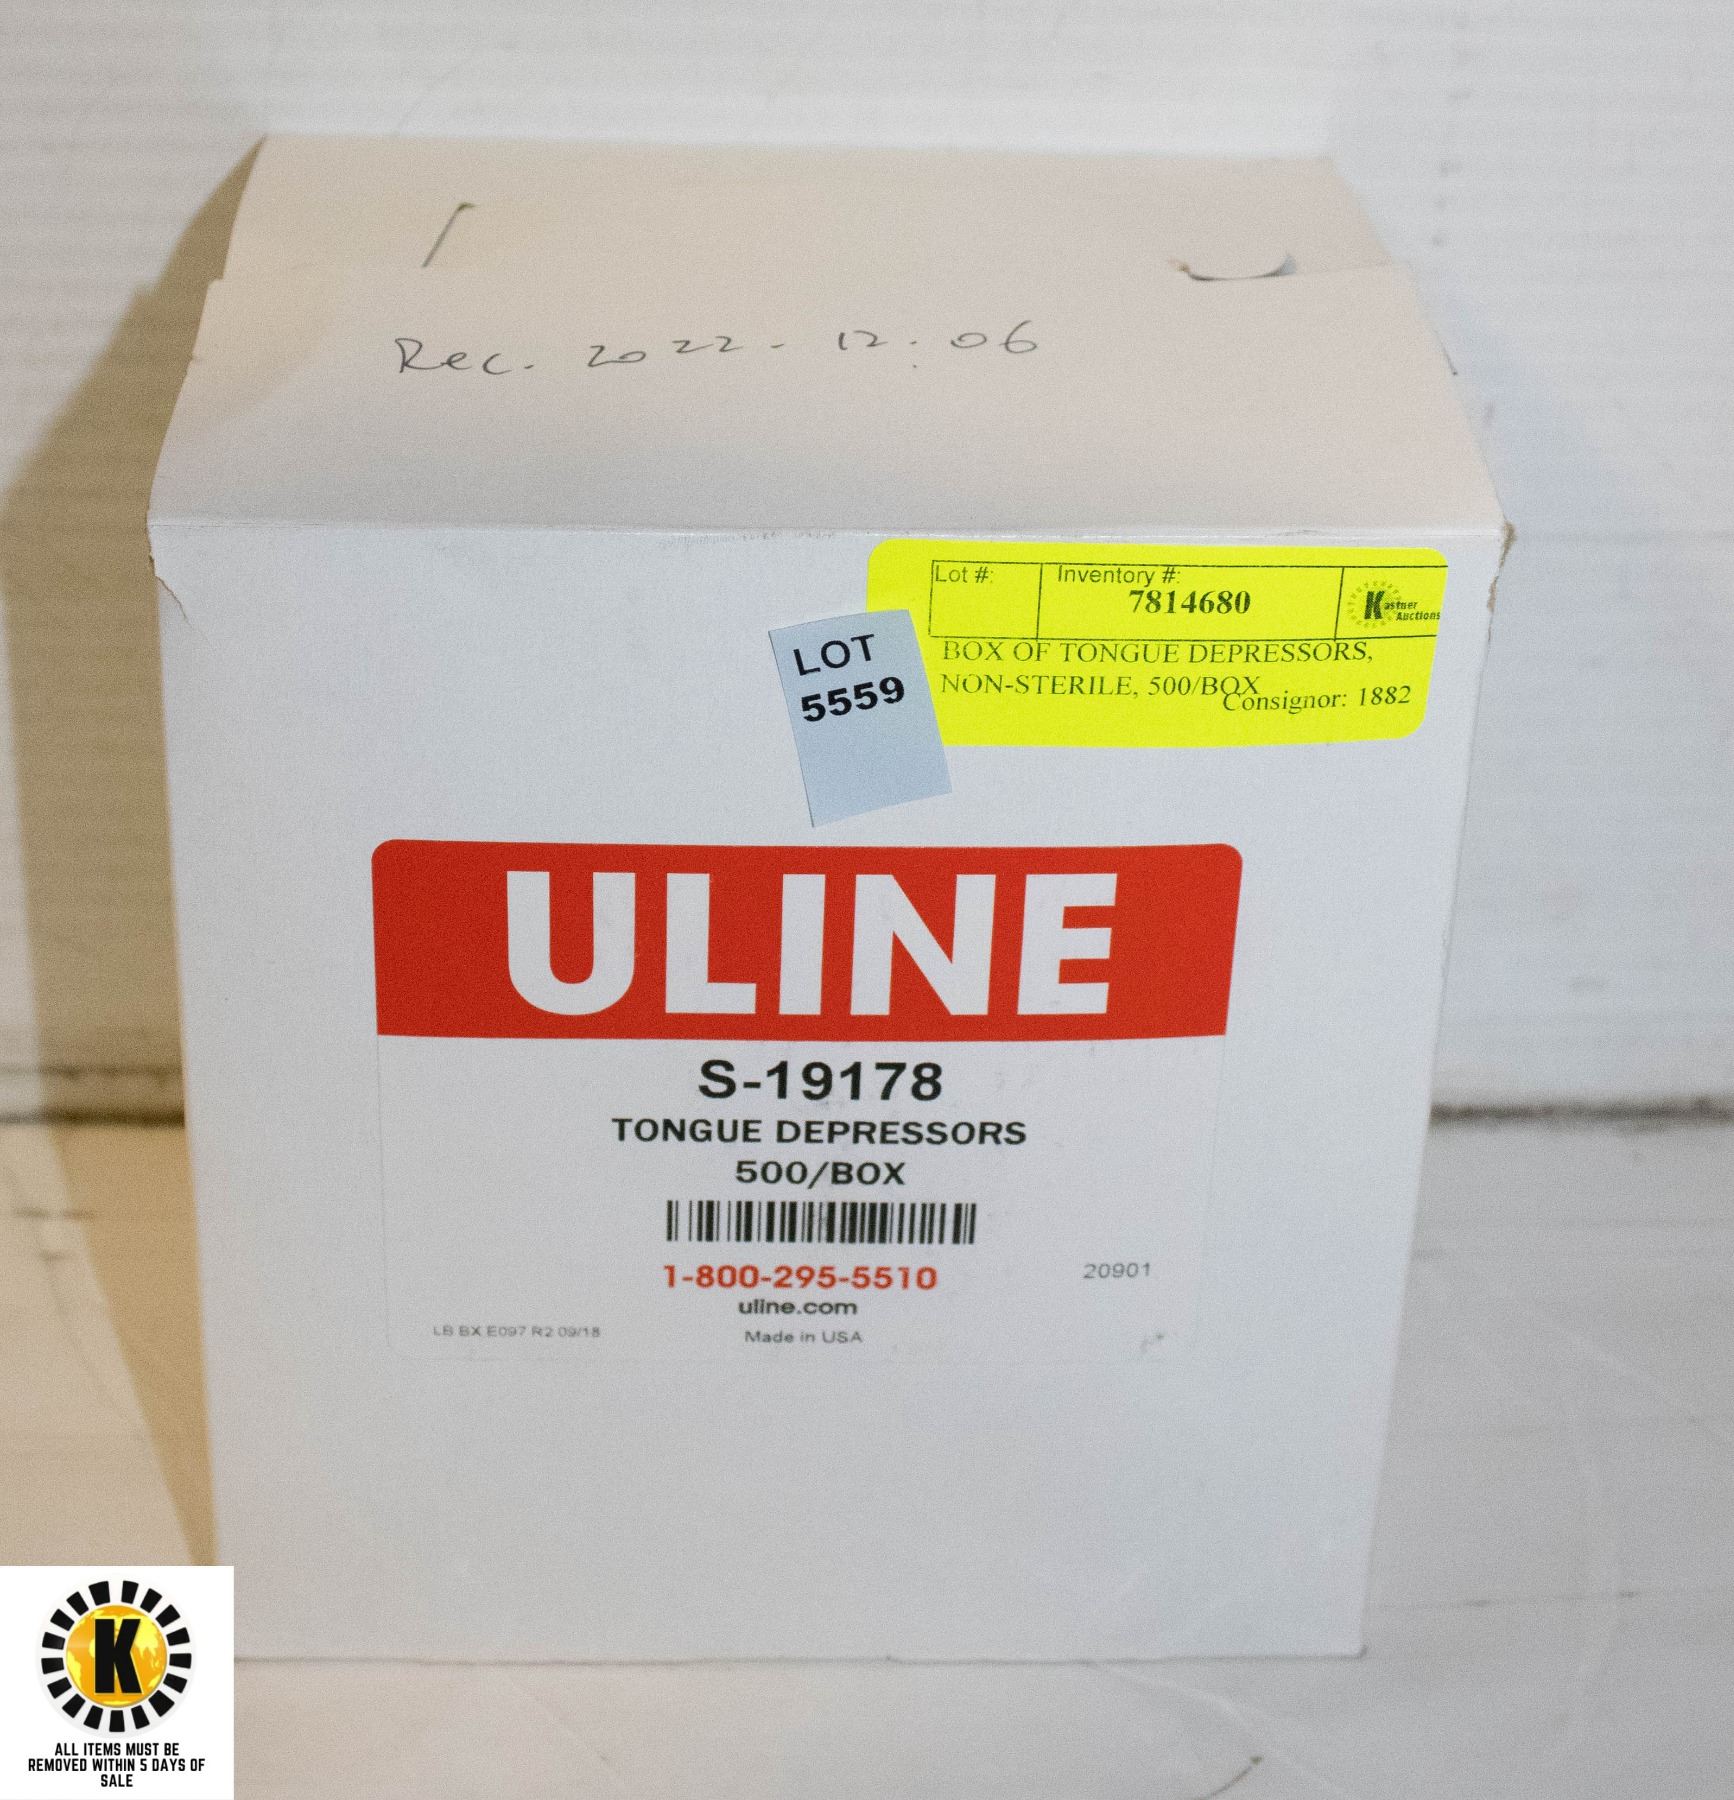 Rec. 2022-12.06
Lot #:
Inventory #:
7814680
Kastner
Auctions
BOX OF TONGUE DEPRESSORS,
NON-STERILE, 500/BOX
Consignor: 1882
LOT
5559
ULINE
S-19178
TONGUE DEPRESSORS
500/BOX
1-800-295-5510
20901
uline.com
LB BX E097 R2 09/18
Made in USA
K
ALL ITEMS MUST BE
REMOVED WITHIN 5 DAYS OF
SALE